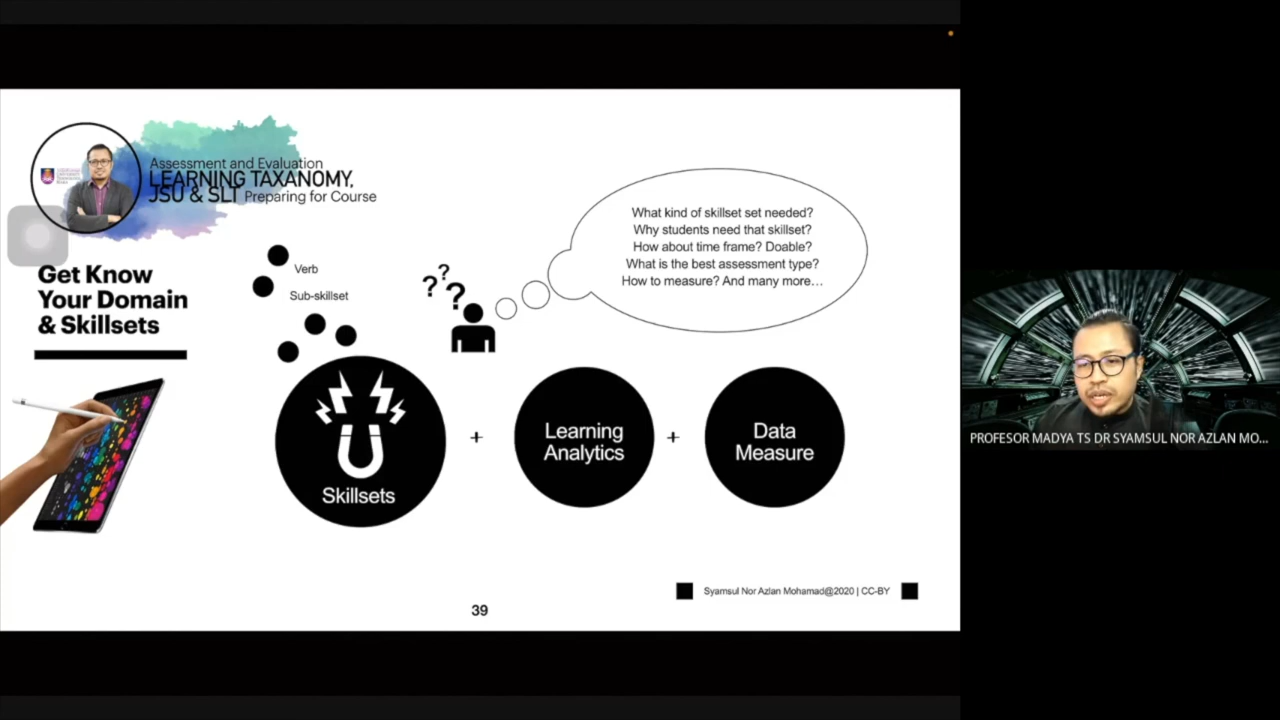 Assessment and Evaluation
LEARNING TAXANOMY,
JSU & SLT Preparing for Course
Get Know
Your Domain
& Skillsets
Verb
Sub-skillset
? ? ?
What kind of skillset set needed?
Why students need that skillset?
How about time frame? Doable?
What is the best assessment type?
How to measure? And many more…
Skillsets
+
Learning
Analytics
+
Data
Measure
Syamsul Nor Azlan Mohamad@2020 | CC-BY
39
PROFESOR MADYA TS DR SYAMSUL NOR AZLAN MO...